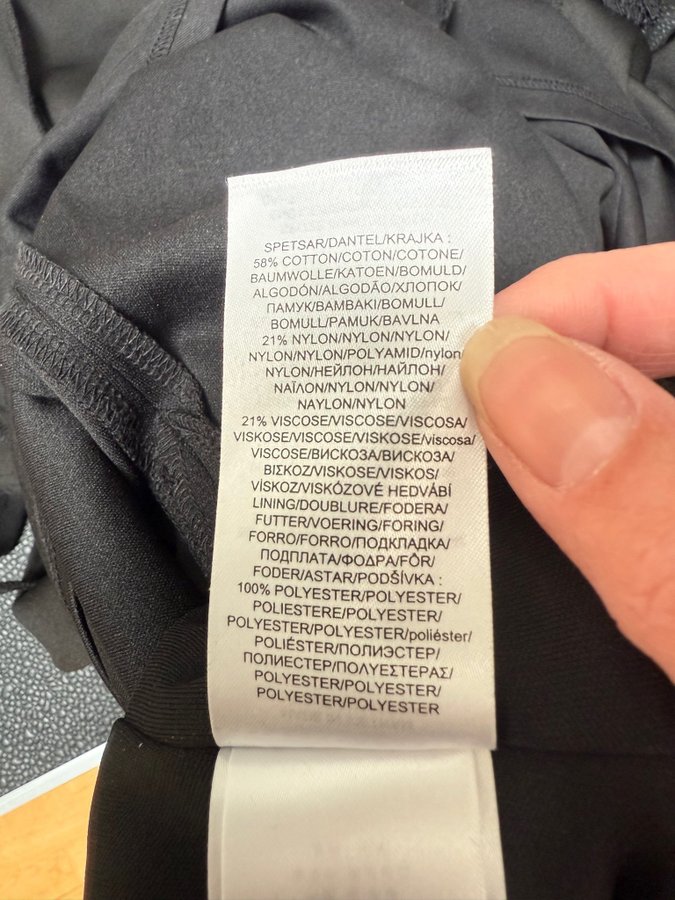 SPETSAR/DANTEL/KRAJKA :
58% COTTON/COTON/COTONE/
BAUMWOLLE/KATOEN/BOMULD/
ALGODÓN/ALGODÃO/ХЛОПОК/
ПАМУК/ΒΑΜΒΑΚΙ/BOMULL/
BOMULL/PAMUK/BAVLNA
21% NYLON/NYLON/NYLON/
NYLON/NYLON/POLYAMID/nylon/
NYLON/НЕЙЛОН/НАЙЛОН/
ΝΑΪΛΟΝ/NYLON/NYLON/
NAYLON/NYLON
21% VISCOSE/VISCOSE/VISCOSA/
VISKOSE/VISCOSE/VISKOSE/viscosa/
VISCOSE/ВИСКОЗА/ВИСКОЗА/
ΒΙΣΚΟΖ/VISKOSE/VISKOS/
VİSKOZ/VISKÓZOVÉ HEDVÁBÍ
LINING/DOUBLURE/FODERA/
FUTTER/VOERING/FORING/
FORRO/FORRO/ПОДКЛАДКА/
ПОДПЛАТА/ΦΟΔΡΑ/FÔR/
FODER/ASTAR/PODŠÍVKA :
100% POLYESTER/POLYESTER/
POLIESTERE/POLYESTER/
POLYESTER/POLYESTER/poliéster/
POLIÉSTER/ПОЛИЭСТЕР/
ПОЛИЕСТЕР/ΠΟΛΥΕΣΤΕΡΑΣ/
POLYESTER/POLYESTER/
POLYESTER/POLYESTER